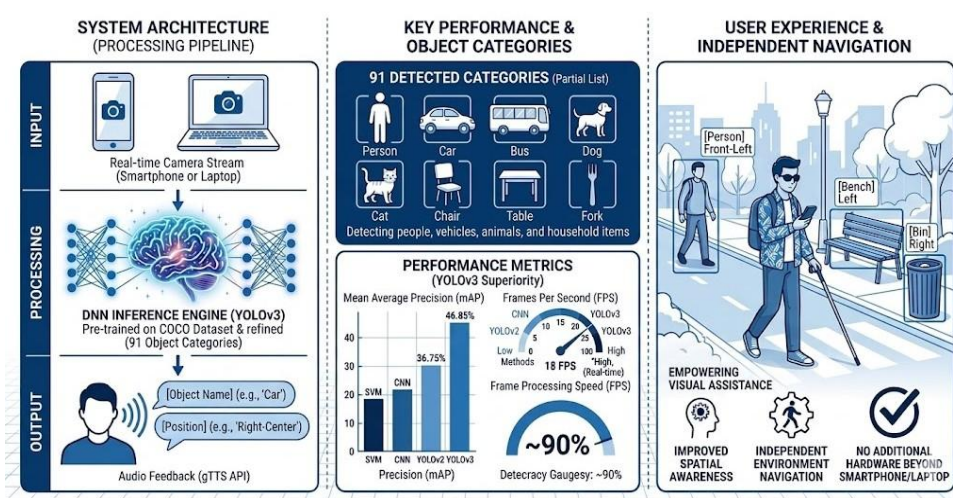 SYSTEM ARCHITECTURE
(PROCESSING PIPELINE)
INPUT
Real-time Camera Stream
(Smartphone or Laptop)
PROCESSING
DNN INFERENCE ENGINE (YOLOv3)
Pre-trained on COCO Dataset & refined
(91 Object Categories)
OUTPUT
[Object Name] (e.g., 'Car')
[Position] (e.g., 'Right-Center')
Audio Feedback (gTTS API)
KEY PERFORMANCE &
OBJECT CATEGORIES
91 DETECTED CATEGORIES (Partial List)
Person
Car
Bus
Dog
Cat
Chair
Table
Fork
Detecting people, vehicles, animals, and household items
PERFORMANCE METRICS
(YOLOv3 Superiority)
Mean Average Precision (mAP)
46.85%
36.75%
40
30
20
10
0
SVM
CNN
SVM CNN YOLOv2 YOLOv3
Precision (mAP)
Frames Per Second (FPS)
CNN
YOLOv3
YOLOv2
YOLOv3
Low
Methods
0
5
10
15
20
25
100
High
"High,
(Real-time)
18 FPS
Frame Processing Speed (FPS)
~90%
Detecracy Gaugesy: ~90%
USER EXPERIENCE &
INDEPENDENT NAVIGATION
[Person]
Front-Left
[Bench]
Left
[Bin]
Right
EMPOWERING
VISUAL ASSISTANCE
IMPROVED
SPATIAL
AWARENESS
INDEPENDENT
ENVIRONMENT
NAVIGATION
NO ADDITIONAL
HARDWARE BEYOND
SMARTPHONE/LAPTOP